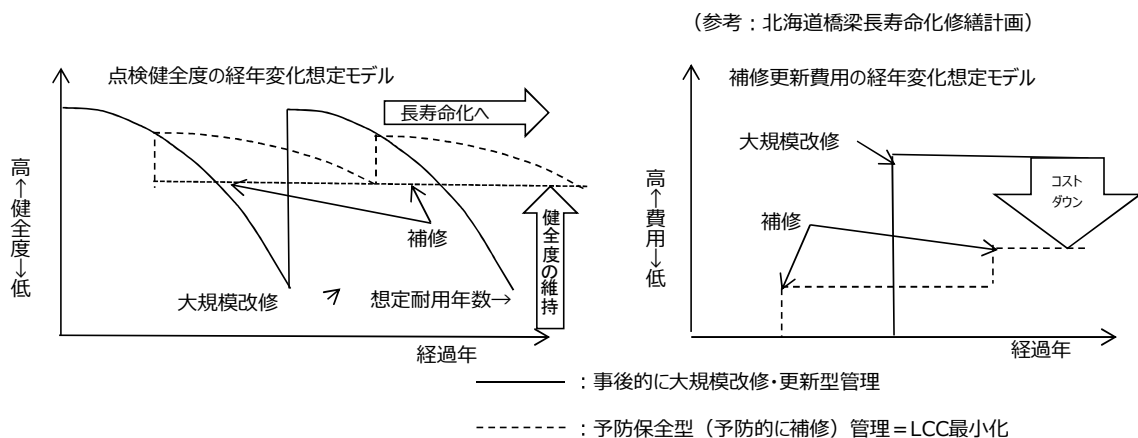 （参考：北海道橋梁長寿命化修繕計画）
点検健全度の経年変化想定モデル
長寿命化へ
高←健全度→低
補修
大規模改修
想定耐用年数→
健全度の維持
経過年
補修更新費用の経年変化想定モデル
大規模改修
コスト
ダウン
高←費用→低
補修
経過年
：事後的に大規模改修・更新型管理
：予防保全型（予防的に補修）管理＝LCC最小化